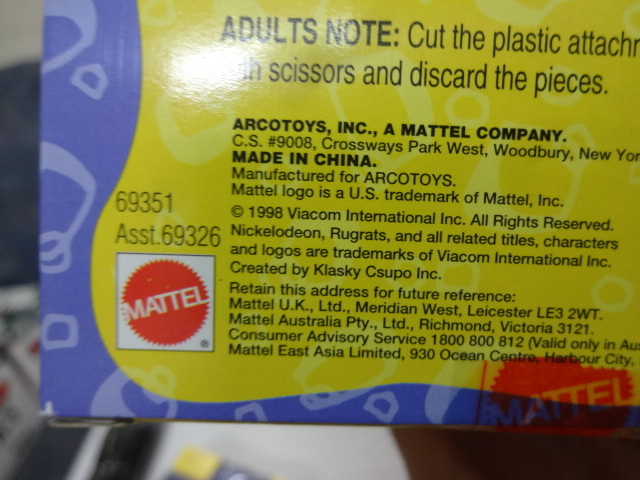 ADULTS NOTE: Cut the plastic
scissors and discard the pieces.
ARCOTOYS, INC., A MATTEL COMPANY.
C.S. #9008, Crossways Park West, Woodbury, New York
MADE IN CHINA.
Manufactured for ARCOTOYS.
Mattel logo is a U.S. trademark of Mattel, Inc.
69351
© 1998 Viacom International Inc. All Rights Reserved.
Asst.69326
Nickelodeon, Rugrats, and all related titles, characters
and logos are trademarks of Viacom International Inc.
Created by Klasky Csupo Inc.
MATTEL
®
Retain this address for future reference:
Mattel U.K., Ltd., Meridian West, Leicester LE3 2WT.
Mattel Australia Pty., Ltd., Richmond, Victoria 3121.
Consumer Advisory Service 1800 800 812 (Valid only in
Mattel East Asia Limited, 930 Ocean Centre, Harbour City,
MATTEL